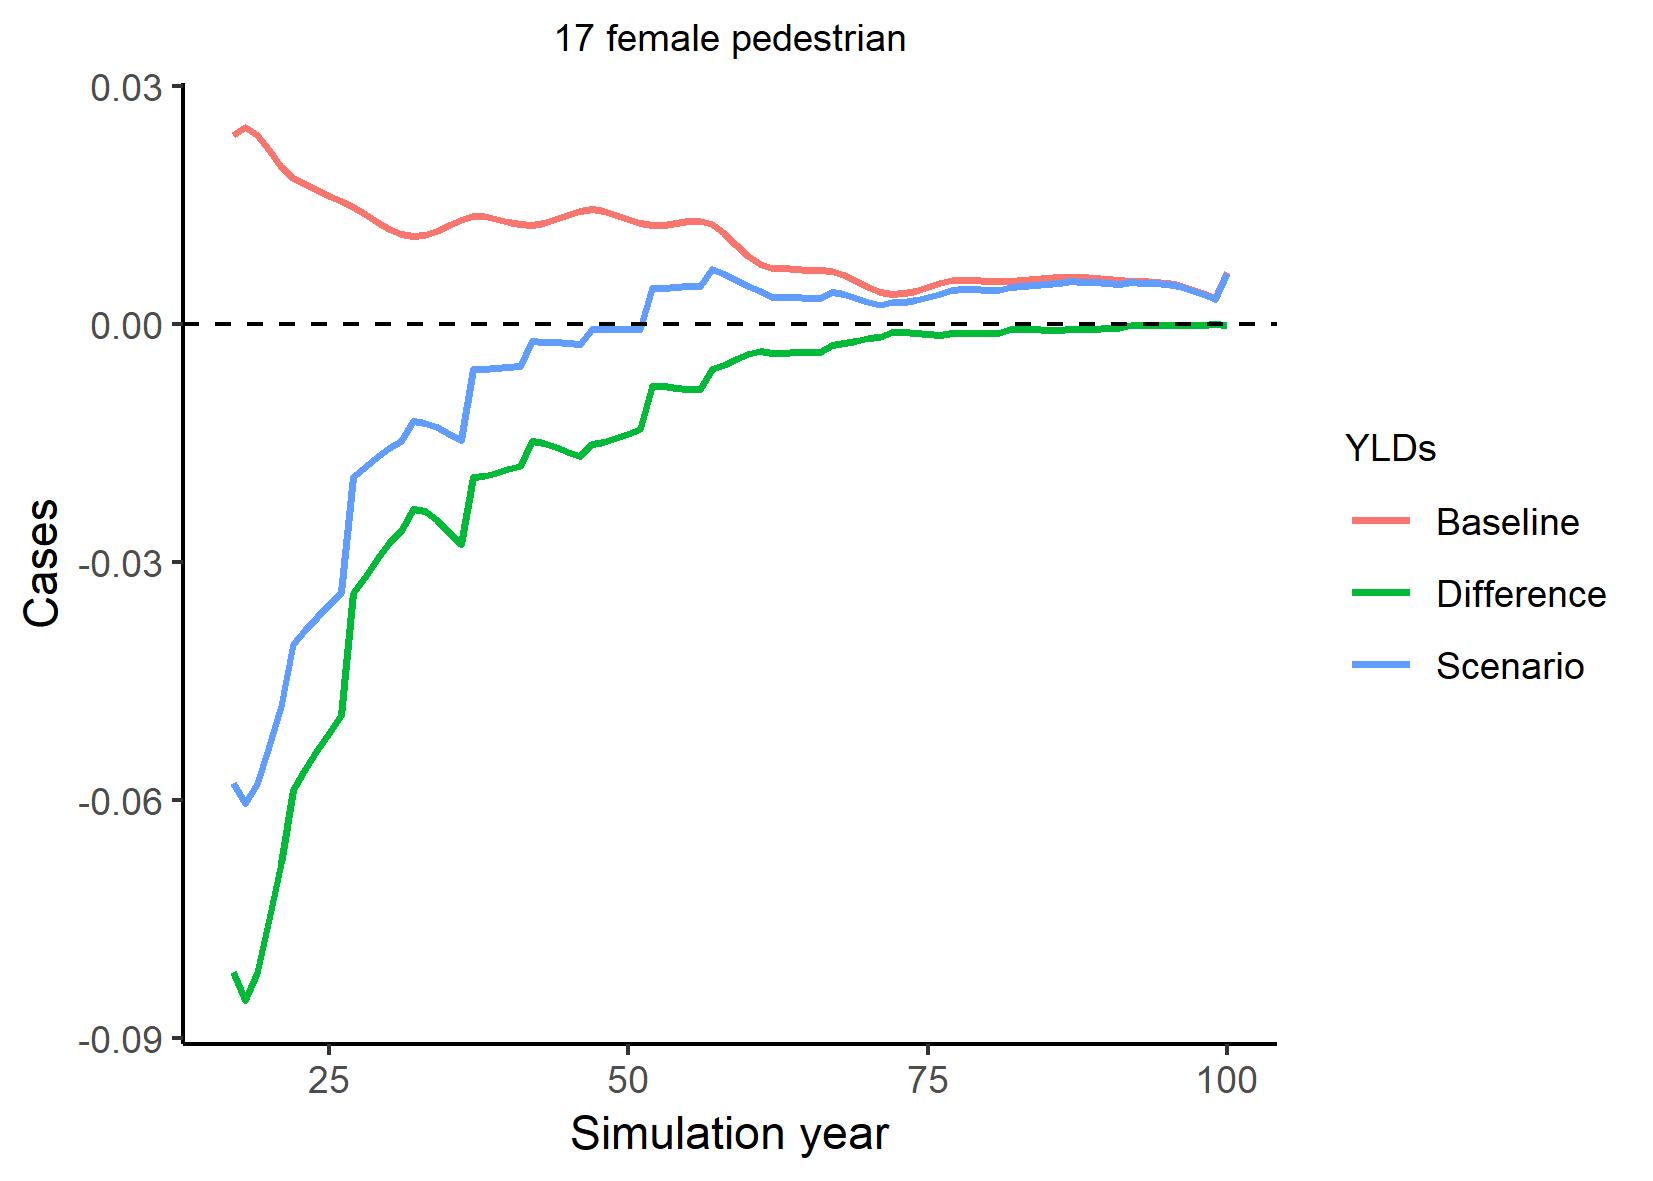 17 female pedestrian
0.03
0.00
-0.03
-0.06
-0.09
Cases
25 50 75 100
Simulation year
YLDs
Baseline
Difference
Scenario